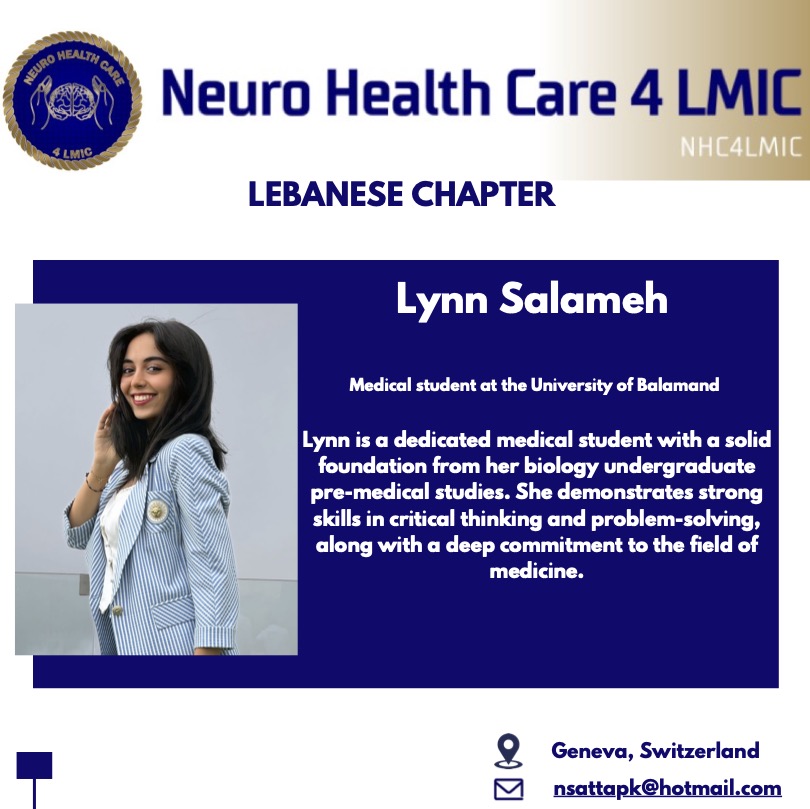 NEURO HEALTH CARE
4 LMIC
Neuro Health Care 4 LMIC
NHC4LMIC
LEBANESE CHAPTER
Lynn Salameh
Medical student at the University of Balamand
Lynn is a dedicated medical student with a solid
foundation from her biology undergraduate
pre-medical studies. She demonstrates strong
skills in critical thinking and problem-solving,
along with a deep commitment to the field of
medicine.
Geneva, Switzerland
nsattapk@hotmail.com